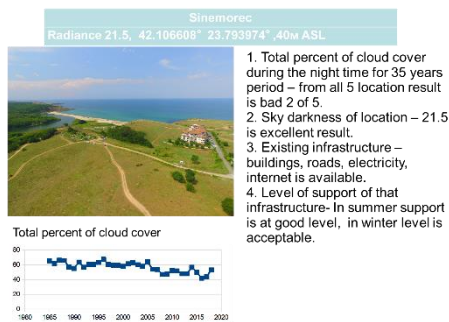 Sinemorec
Radiance 21.5, 42.106608° 23.793974° ,40м ASL
1. Total percent of cloud cover
during the night time for 35 years
period – from all 5 location result
is bad 2 of 5.
2. Sky darkness of location – 21.5
is excellent result.
3. Existing infrastructure –
buildings, roads, electricity,
internet is available.
4. Level of support of that
infrastructure- In summer support
is at good level, in winter level is
acceptable.
Total percent of cloud cover
80
60
40
20
0
1980 1985 1990 1995 2000 2005 2010 2015 2020